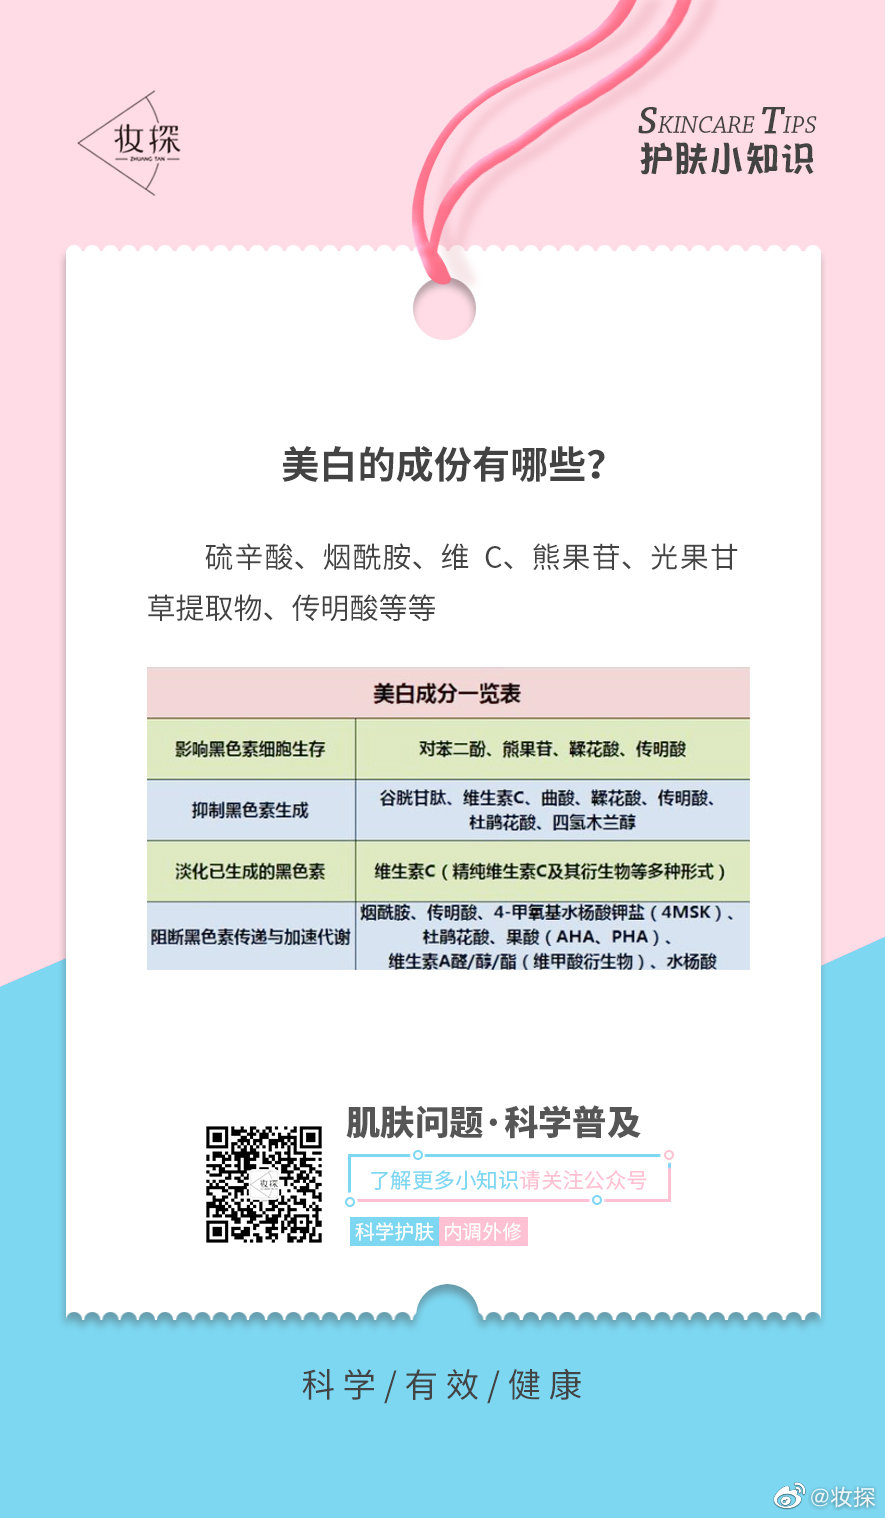 妆探
ZHUANG TAN
SKINCARE TIPS
护肤小知识
美白的成份有哪些？
硫辛酸、烟酰胺、维 C、熊果苷、光果甘
草提取物、传明酸等等
美白成分一览表
影响黑色素细胞生存
对苯二酚、熊果苷、鞣花酸、传明酸
抑制黑色素生成
谷胱甘肽、维生素C、曲酸、鞣花酸、传明酸、
杜鹃花酸、四氢木兰醇
淡化已生成的黑色素
维生素C（精纯维生素C及其衍生物等多种形式）
阻断黑色素传递与加速代谢
烟酰胺、传明酸、4-甲氧基水杨酸钾盐（4MSK）、
杜鹃花酸、果酸（AHA、PHA）、
维生素A醛/醇/酯（维甲酸衍生物）、水杨酸
肌肤问题·科学普及
妆探
了解更多小知识请关注公众号
科学护肤 内调外修
科学/有效/健康
@妆探